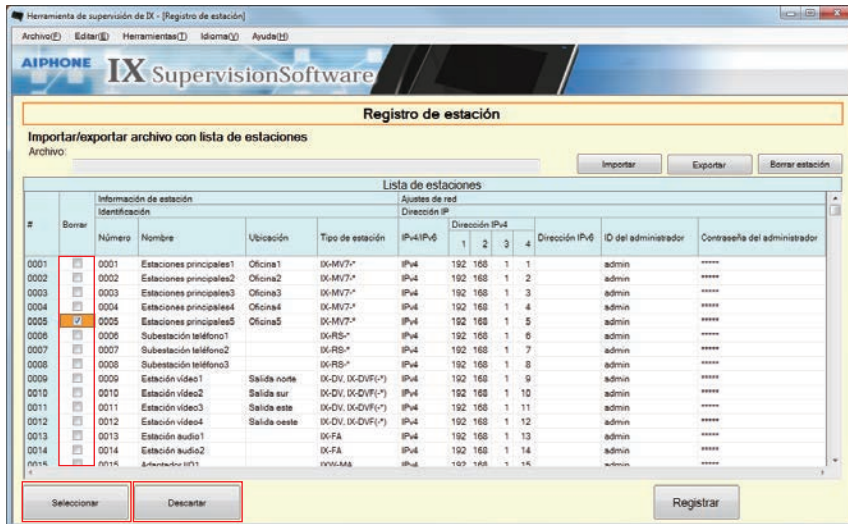 Herramienta de supervisión de IX - [Registro de estación]
Archivo(F) Editar(E) Herramientas(T) Idioma(V) Ayuda(H)
AIPHONE IX SupervisionSoftware
Registro de estación
Importar/exportar archivo con lista de estaciones
Archivo:
Importar Exportar Borrar estación
Lista de estaciones
Información de estación Ajustes de red
Identificación Dirección IP
# Borrar Número Nombre Ubicación Tipo de estación IPv4/IPv6 Dirección IPv4 Dirección IPv6 ID del administrador Contraseña del administrador
1 2 3 4
0001 0001 Estaciones principales1 Oficina1 IX-MV7-* IPv4 192 168 1 1 admin *****
0002 0002 Estaciones principales2 Oficina2 IX-MV7-* IPv4 192 168 1 2 admin *****
0003 0003 Estaciones principales3 Oficina3 IX-MV7-* IPv4 192 168 1 3 admin *****
0004 0004 Estaciones principales4 Oficina4 IX-MV7-* IPv4 192 168 1 4 admin *****
0005 0005 Estaciones principales5 Oficina5 IX-MV7-* IPv4 192 168 1 5 admin *****
0006 0006 Subestación teléfono1 IX-RS-* IPv4 192 168 1 6 admin *****
0007 0007 Subestación teléfono2 IX-RS-* IPv4 192 168 1 7 admin *****
0008 0008 Subestación teléfono3 IX-RS-* IPv4 192 168 1 8 admin *****
0009 0009 Estación vídeo1 Salida norte IX-DV, IX-DVF(-*) IPv4 192 168 1 9 admin *****
0010 0010 Estación vídeo2 Salida sur IX-DV, IX-DVF(-*) IPv4 192 168 1 10 admin *****
0011 0011 Estación vídeo3 Salida este IX-DV, IX-DVF(-*) IPv4 192 168 1 11 admin *****
0012 0012 Estación vídeo4 Salida oeste IX-DV, IX-DVF(-*) IPv4 192 168 1 12 admin *****
0013 0013 Estación audio1 IX-FA IPv4 192 168 1 13 admin *****
0014 0014 Estación audio2 IX-FA IPv4 192 168 1 14 admin *****
0015 0015 Adaptador I/O1 IXW-MA IPv4 192 168 1 15 admin *****
Seleccionar Descartar Registrar